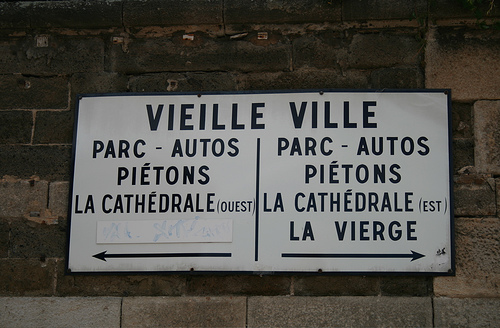 VIEILLE VILLE
PARC - AUTOS
PIÉTONS
LA CATHÉDRALE (OUEST)
PARC - AUTOS
PIÉTONS
LA CATHÉDRALE (EST)
LA VIERGE